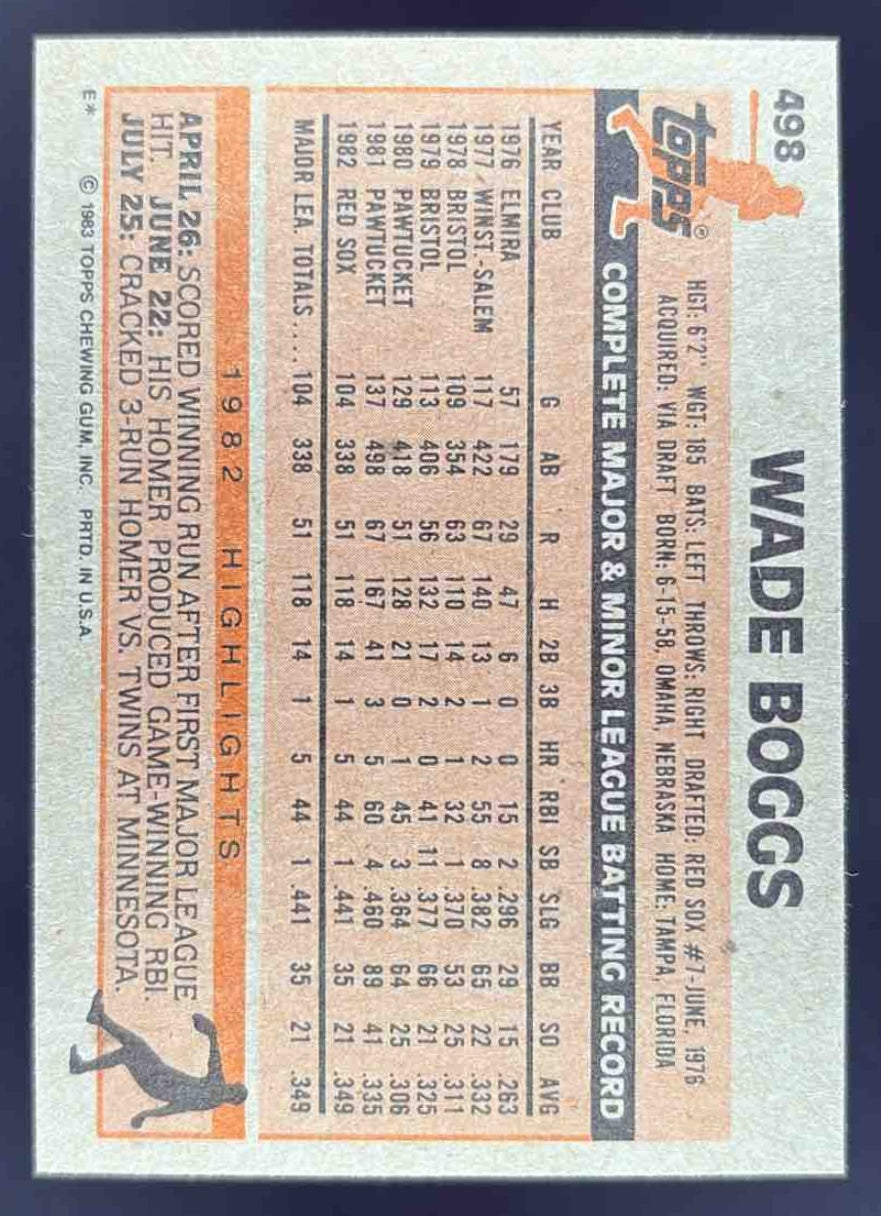 498
WADE BOGGS
TOPPS®
HGT: 6'2" WGT: 185 BATS: LEFT THROWS: RIGHT DRAFTED: RED SOX #7-JUNE, 1976
ACQUIRED: VIA DRAFT BORN: 6-15-58, OMAHA, NEBRASKA HOME: TAMPA, FLORIDA
COMPLETE MAJOR & MINOR LEAGUE BATTING RECORD
YEAR CLUB G AB R H 2B 3B HR RBI SB SLG BB SO AVG
1976 ELMIRA 57 179 29 47 6 0 0 15 2 .296 29 15 .263
1977 WINST.-SALEM 117 422 67 140 13 1 2 55 8 .382 65 22 .332
1978 BRISTOL 109 354 63 110 14 2 1 32 1 .370 53 25 .311
1979 BRISTOL 113 406 56 132 17 2 0 41 11 .377 66 21 .325
1980 PAWTUCKET 129 418 51 128 21 0 1 45 3 .364 64 25 .306
1981 PAWTUCKET 137 498 67 167 41 3 5 60 4 .460 89 41 .335
1982 RED SOX 104 338 51 118 14 1 5 44 1 .441 35 21 .349
MAJOR LEA. TOTALS .... 104 338 51 118 14 1 5 44 1 .441 35 21 .349
1982 HIGHLIGHTS
APRIL 26: SCORED WINNING RUN AFTER FIRST MAJOR LEAGUE
HIT. JUNE 22: HIS HOMER PRODUCED GAME-WINNING RBI.
JULY 25: CRACKED 3-RUN HOMER VS. TWINS AT MINNESOTA.
E* © 1983 TOPPS CHEWING GUM, INC. PRTD. IN U.S.A.